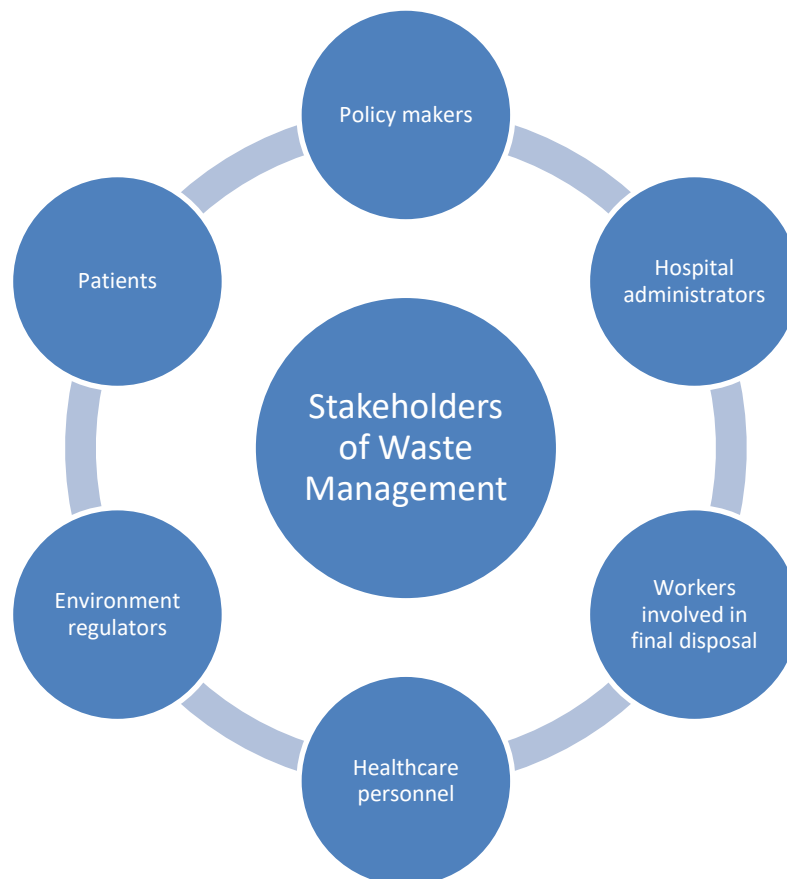 Policy makers
Hospital
administrators
Workers
involved in
final disposal
Healthcare
personnel
Environment
regulators
Patients
Stakeholders
of Waste
Management